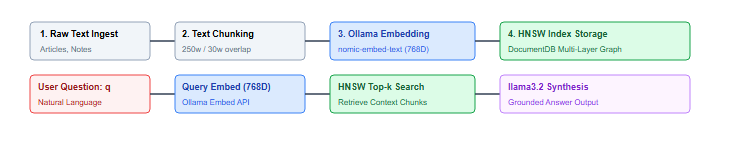 1. Raw Text Ingest
Articles, Notes
2. Text Chunking
250w / 30w overlap
3. Ollama Embedding
nomic-embed-text (768D)
4. HNSW Index Storage
DocumentDB Multi-Layer Graph
User Question: q
Natural Language
Query Embed (768D)
Ollama Embed API
HNSW Top-k Search
Retrieve Context Chunks
llama3.2 Synthesis
Grounded Answer Output